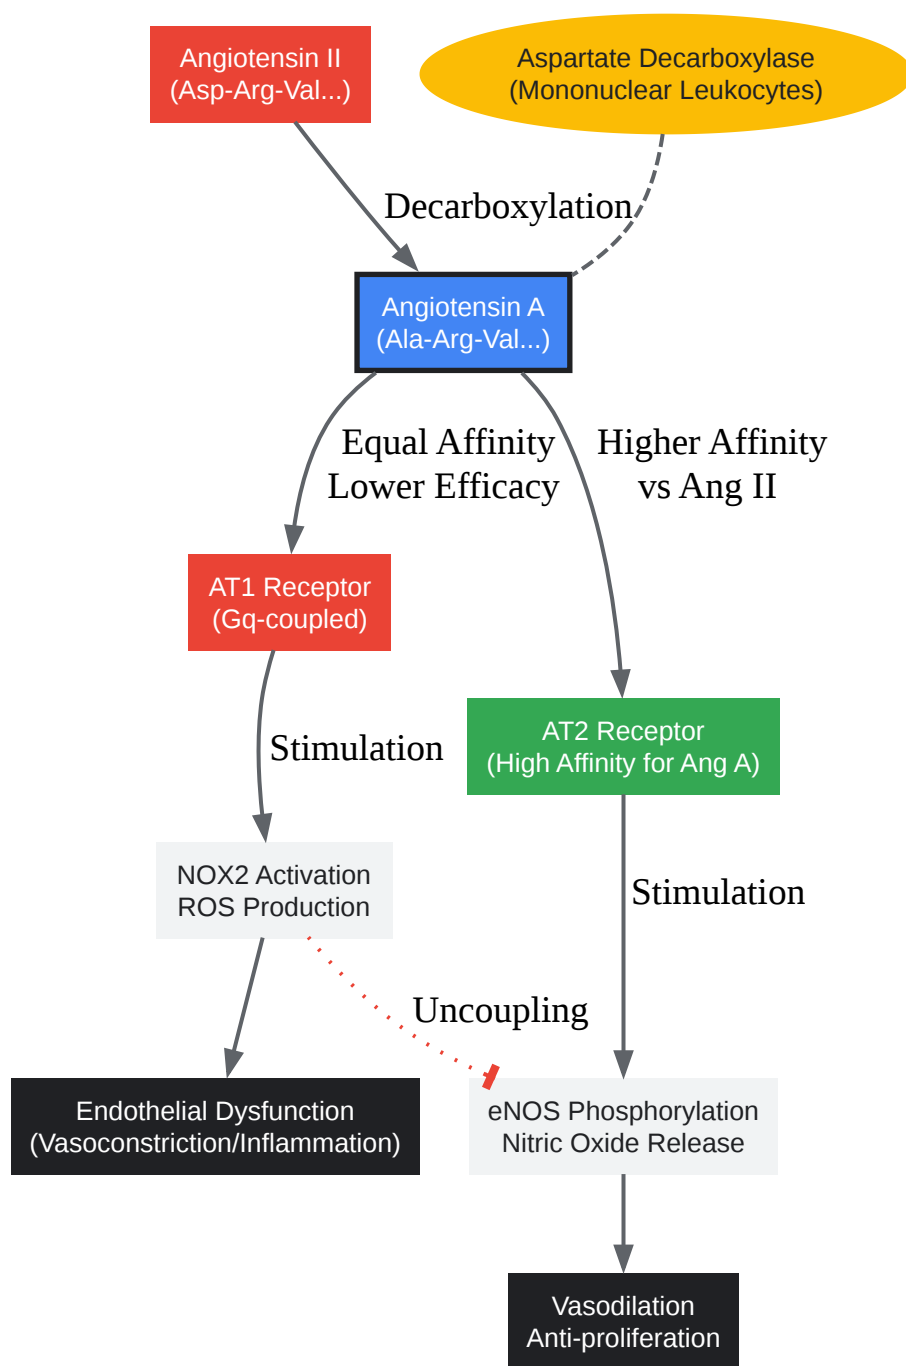 Angiotensin II
(Asp-Arg-Val...)
Aspartate Decarboxylase
(Mononuclear Leukocytes)
Decarboxylation
Angiotensin A
(Ala-Arg-Val...)
Equal Affinity
Lower Efficacy
Higher Affinity
vs Ang II
AT1 Receptor
(Gq-coupled)
Stimulation
AT2 Receptor
(High Affinity for Ang A)
NOX2 Activation
ROS Production
Stimulation
Uncoupling
Endothelial Dysfunction
(Vasoconstriction/Inflammation)
eNOS Phosphorylation
Nitric Oxide Release
Vasodilation
Anti-proliferation